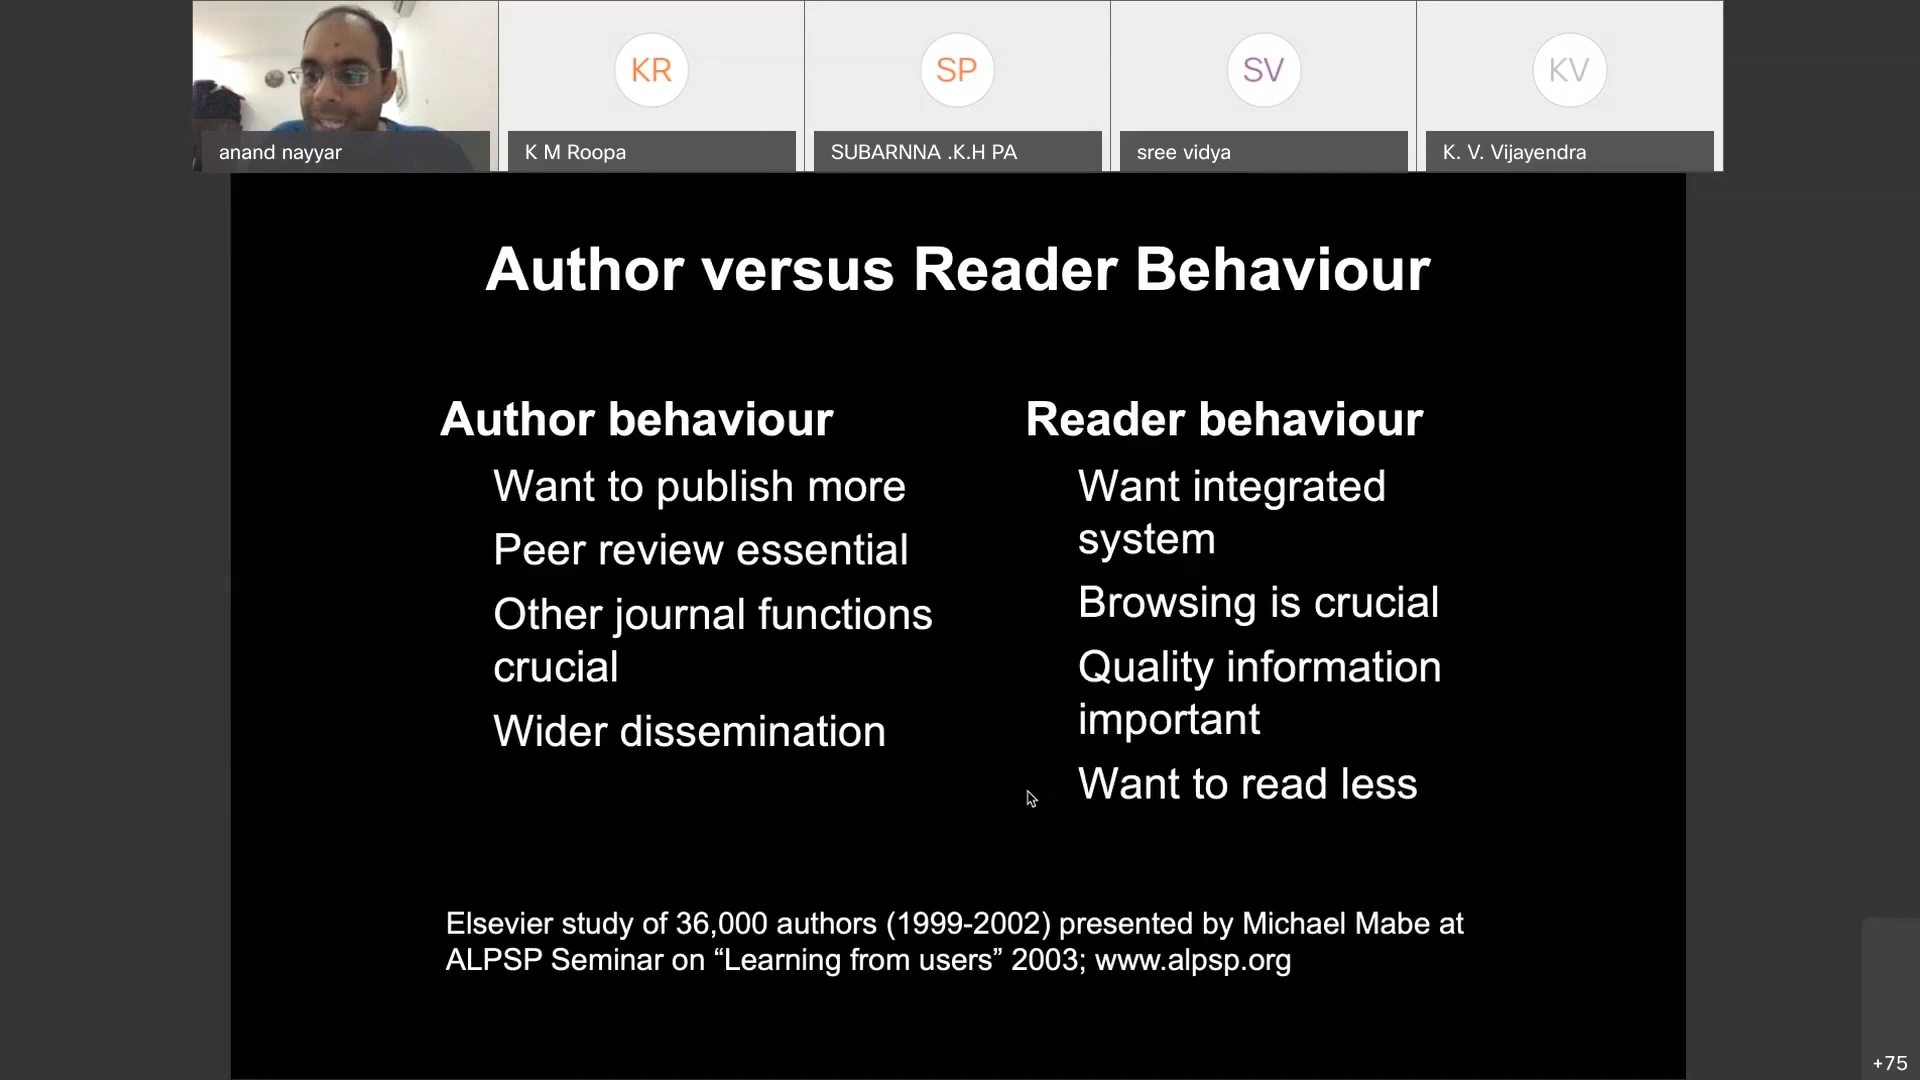 KR
SP
SV
KV
anand nayyar
K M Roopa
SUBARNNA .K.H PA
sree vidya
K. V. Vijayendra
Author versus Reader Behaviour
Author behaviour
Want to publish more
Peer review essential
Other journal functions
crucial
Wider dissemination
Reader behaviour
Want integrated
system
Browsing is crucial
Quality information
important
Want to read less
Elsevier study of 36,000 authors (1999-2002) presented by Michael Mabe at
ALPSP Seminar on “Learning from users” 2003; www.alpsp.org
+75